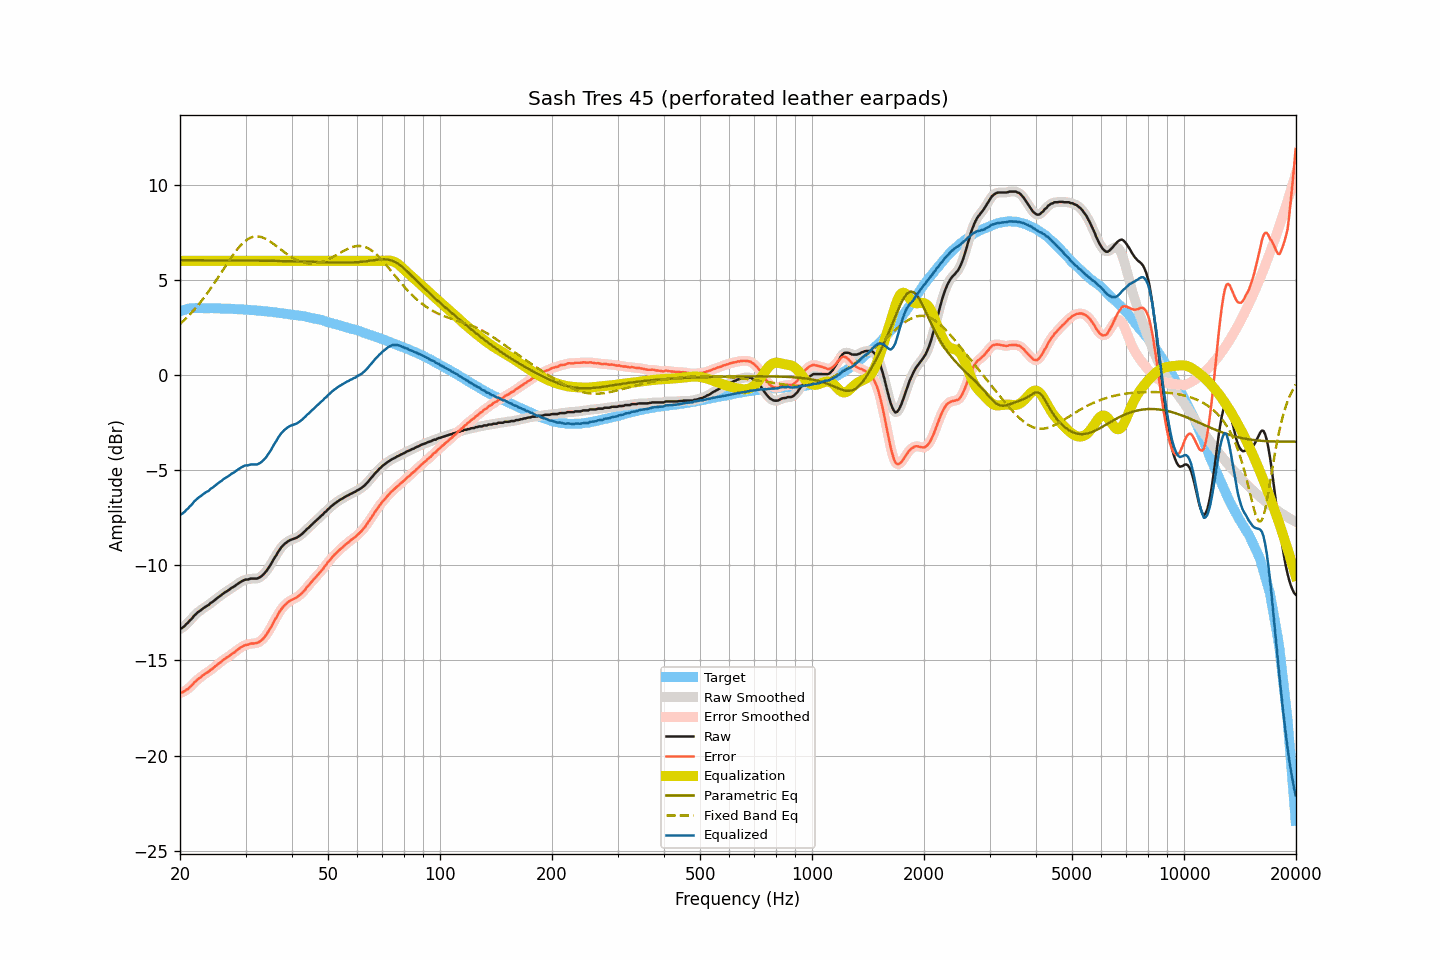 Sash Tres 45 (perforated leather earpads)
Amplitude (dBr)
10
5
0
−5
−10
−15
−20
−25
Target
Raw Smoothed
Error Smoothed
Raw
Error
Equalization
Parametric Eq
Fixed Band Eq
Equalized
20 50 100 200 500 1000 2000 5000 10000 20000
Frequency (Hz)